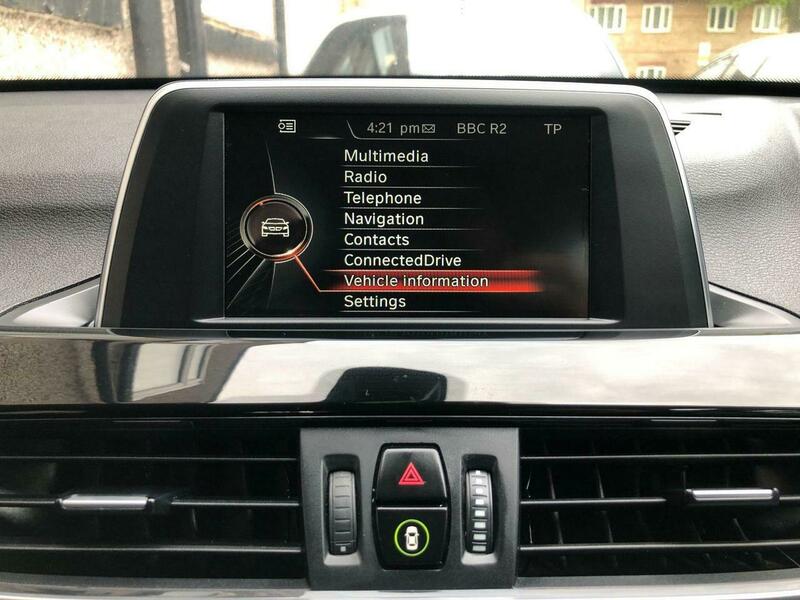 4:21 pm BBC R2 TP
Multimedia
Radio
Telephone
Navigation
Contacts
ConnectedDrive
Vehicle information
Settings